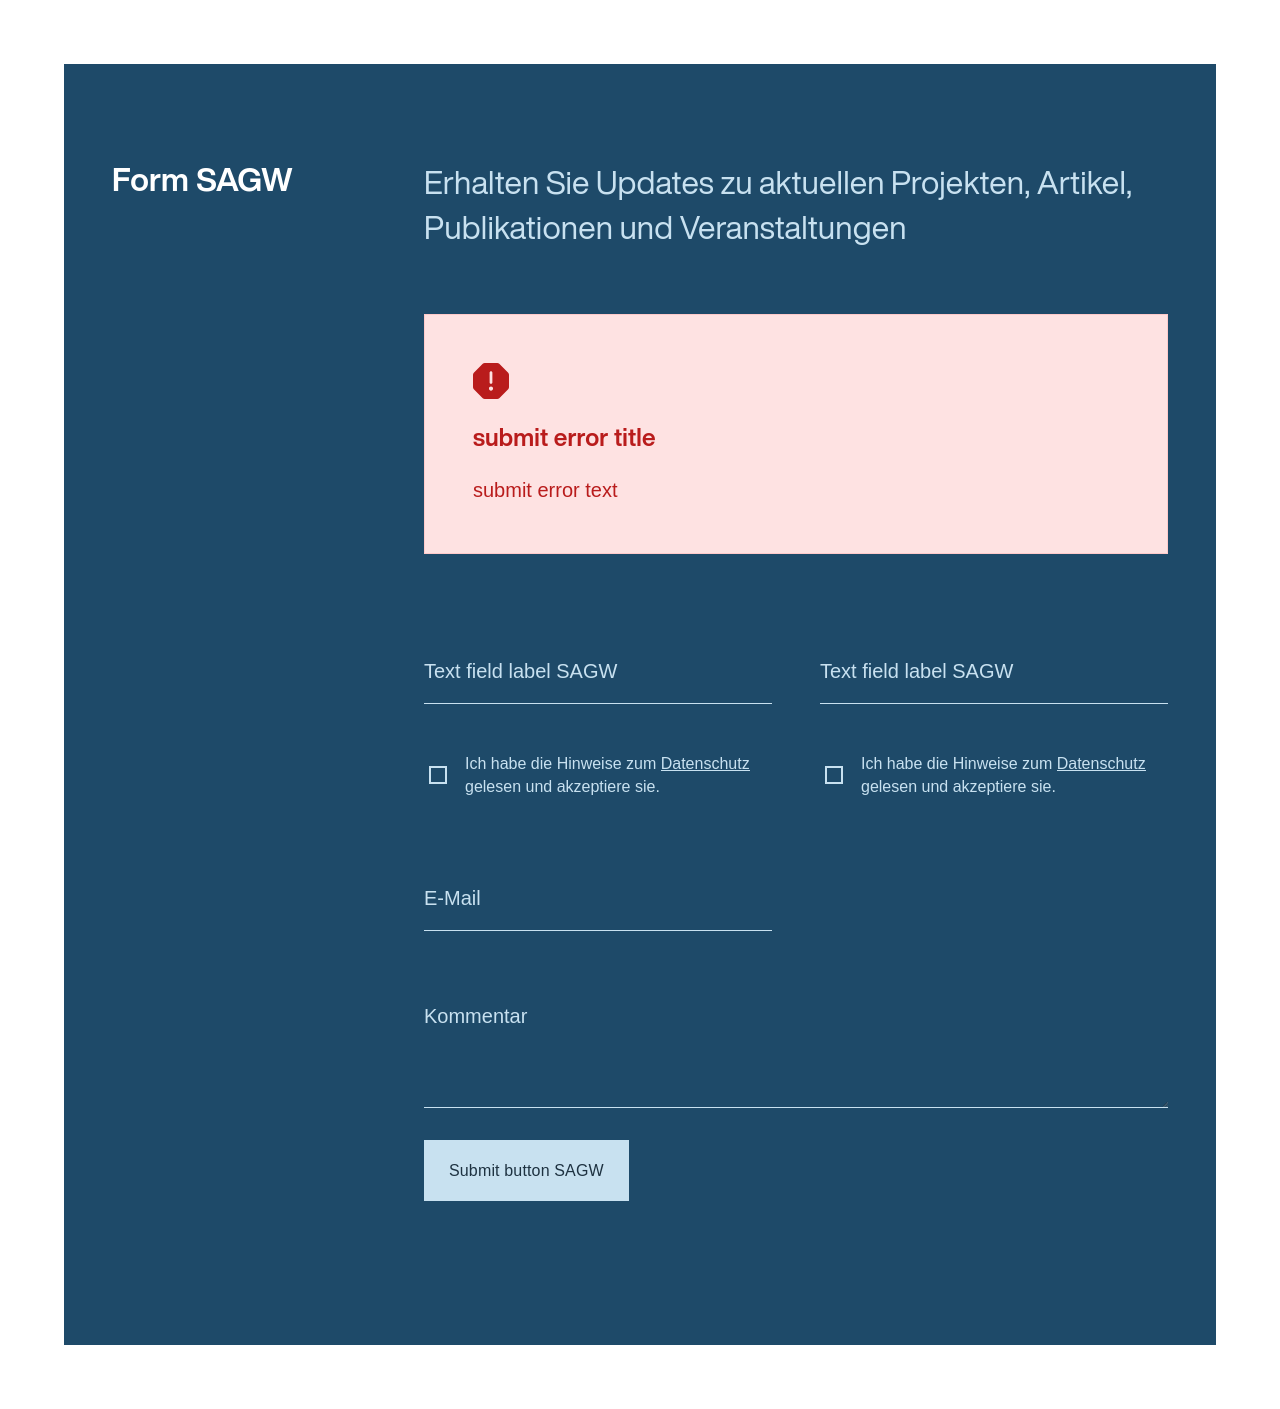 Form SAGW
Erhalten Sie Updates zu aktuellen Projekten, Artikel,
Publikationen und Veranstaltungen
submit error title
submit error text
Text field label SAGW
Text field label SAGW
Ich habe die Hinweise zum Datenschutz
gelesen und akzeptiere sie.
Ich habe die Hinweise zum Datenschutz
gelesen und akzeptiere sie.
E-Mail
Kommentar
Submit button SAGW